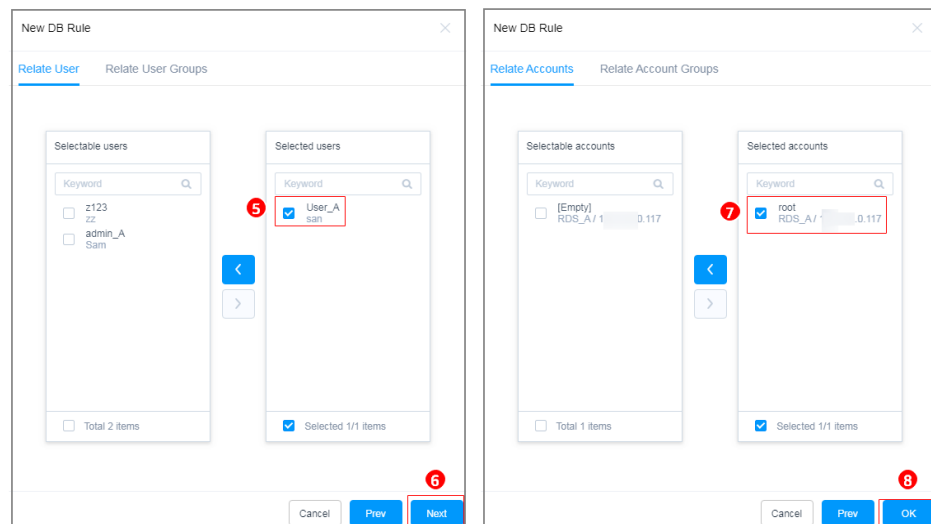 New DB Rule
Relate User Relate User Groups
Selectable users
Keyword
z123
zz
admin_A
Sam
Total 2 items
Selected users
Keyword
5
User_A
san
Selected 1/1 items
6
Cancel Prev Next
New DB Rule
Relate Accounts Relate Account Groups
Selectable accounts
Keyword
[Empty]
RDS_A / 1 0.117
Total 1 items
Selected accounts
Keyword
7
root
RDS_A / .0.117
Selected 1/1 items
8
Cancel Prev OK